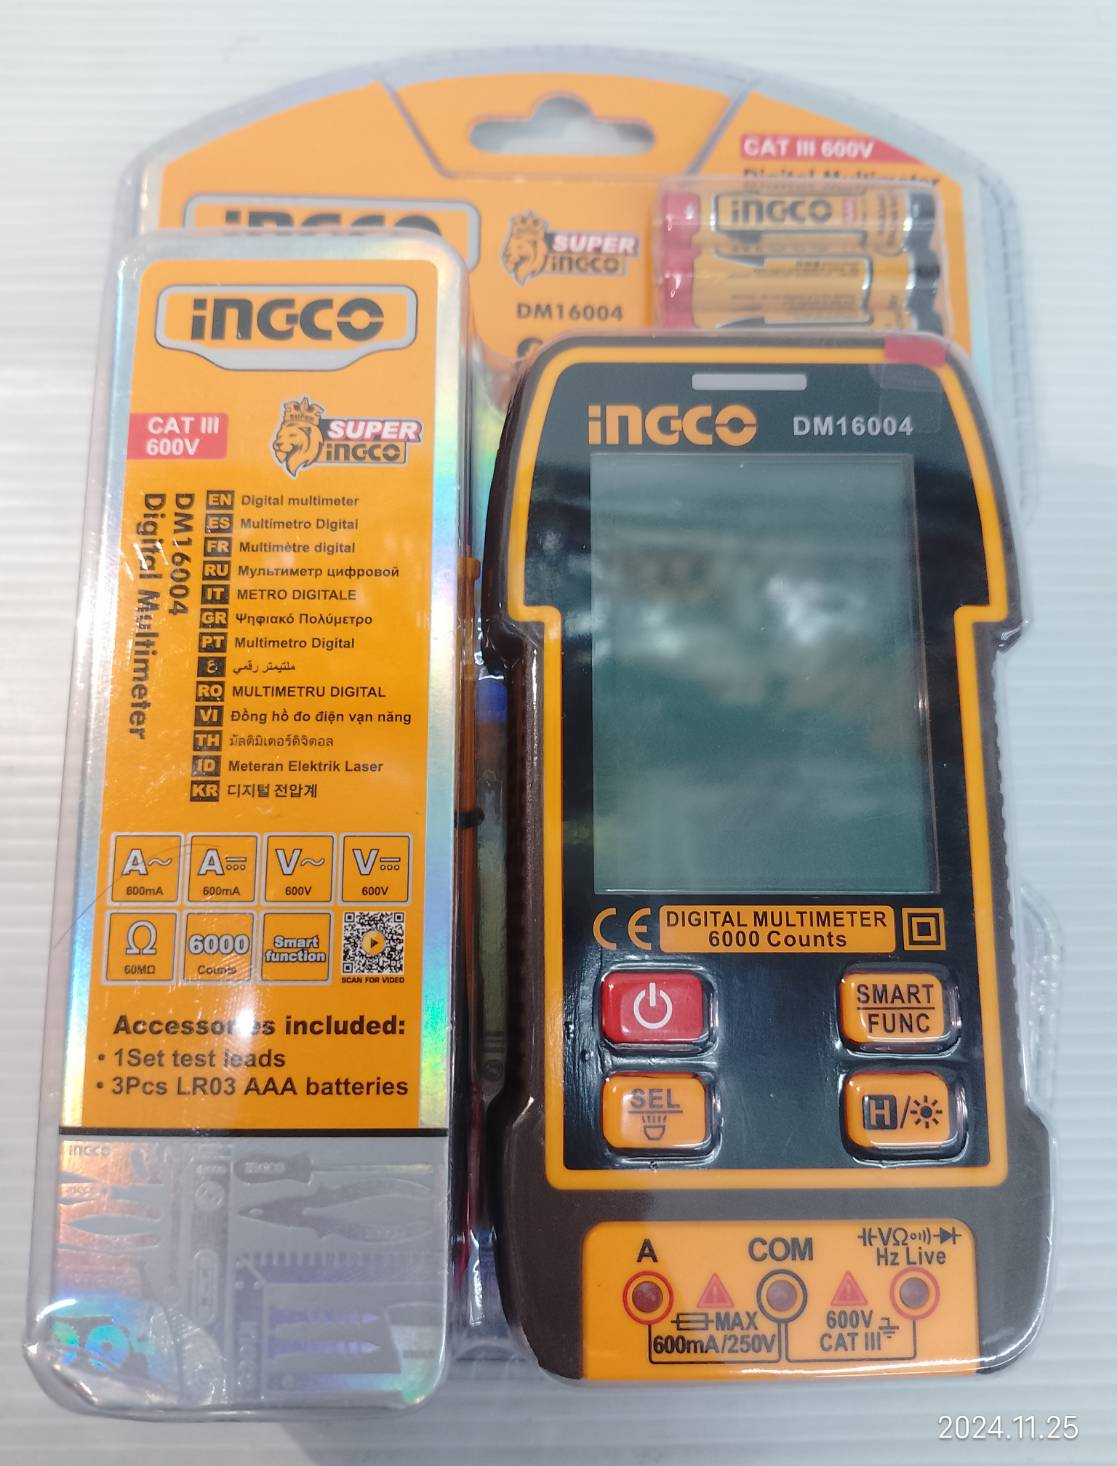 CAT III 600V
Digital Multimeter
INGCO
INGCO
SUPER
INGCO
DM16004
INGCO
CAT III
600V
SUPER
SUPER
INGCO
DM16004
Digital Multimeter
EN Digital multimeter
ES Multímetro Digital
FR Multimètre digital
RU Мультиметр цифровой
IT METRO DIGITALE
GR Ψηφιακό Πολύμετρο
PT Multimetro Digital
ع ملتيمتر رقمي
RO MULTIMETRU DIGITAL
VI Đồng hồ đo điện vạn năng
TH มัลติมิเตอร์ดิจิตอล
ID Meteran Elektrik Laser
KR 디지털 전압계
A~ A⎓ V~ V⎓
600mA 600mA 600V 600V
Ω 6000 Smart function
60MΩ Counts SCAN FOR VIDEO
Accessories included:
• 1Set test leads
• 3Pcs LR03 AAA batteries
INGCO
INGCO
INGCO DM16004
CE DIGITAL MULTIMETER
6000 Counts
SMART
FUNC
SEL
H/
A COM VΩ
Hz Live
MAX
600mA/250V
600V
CAT III
2024.11.25